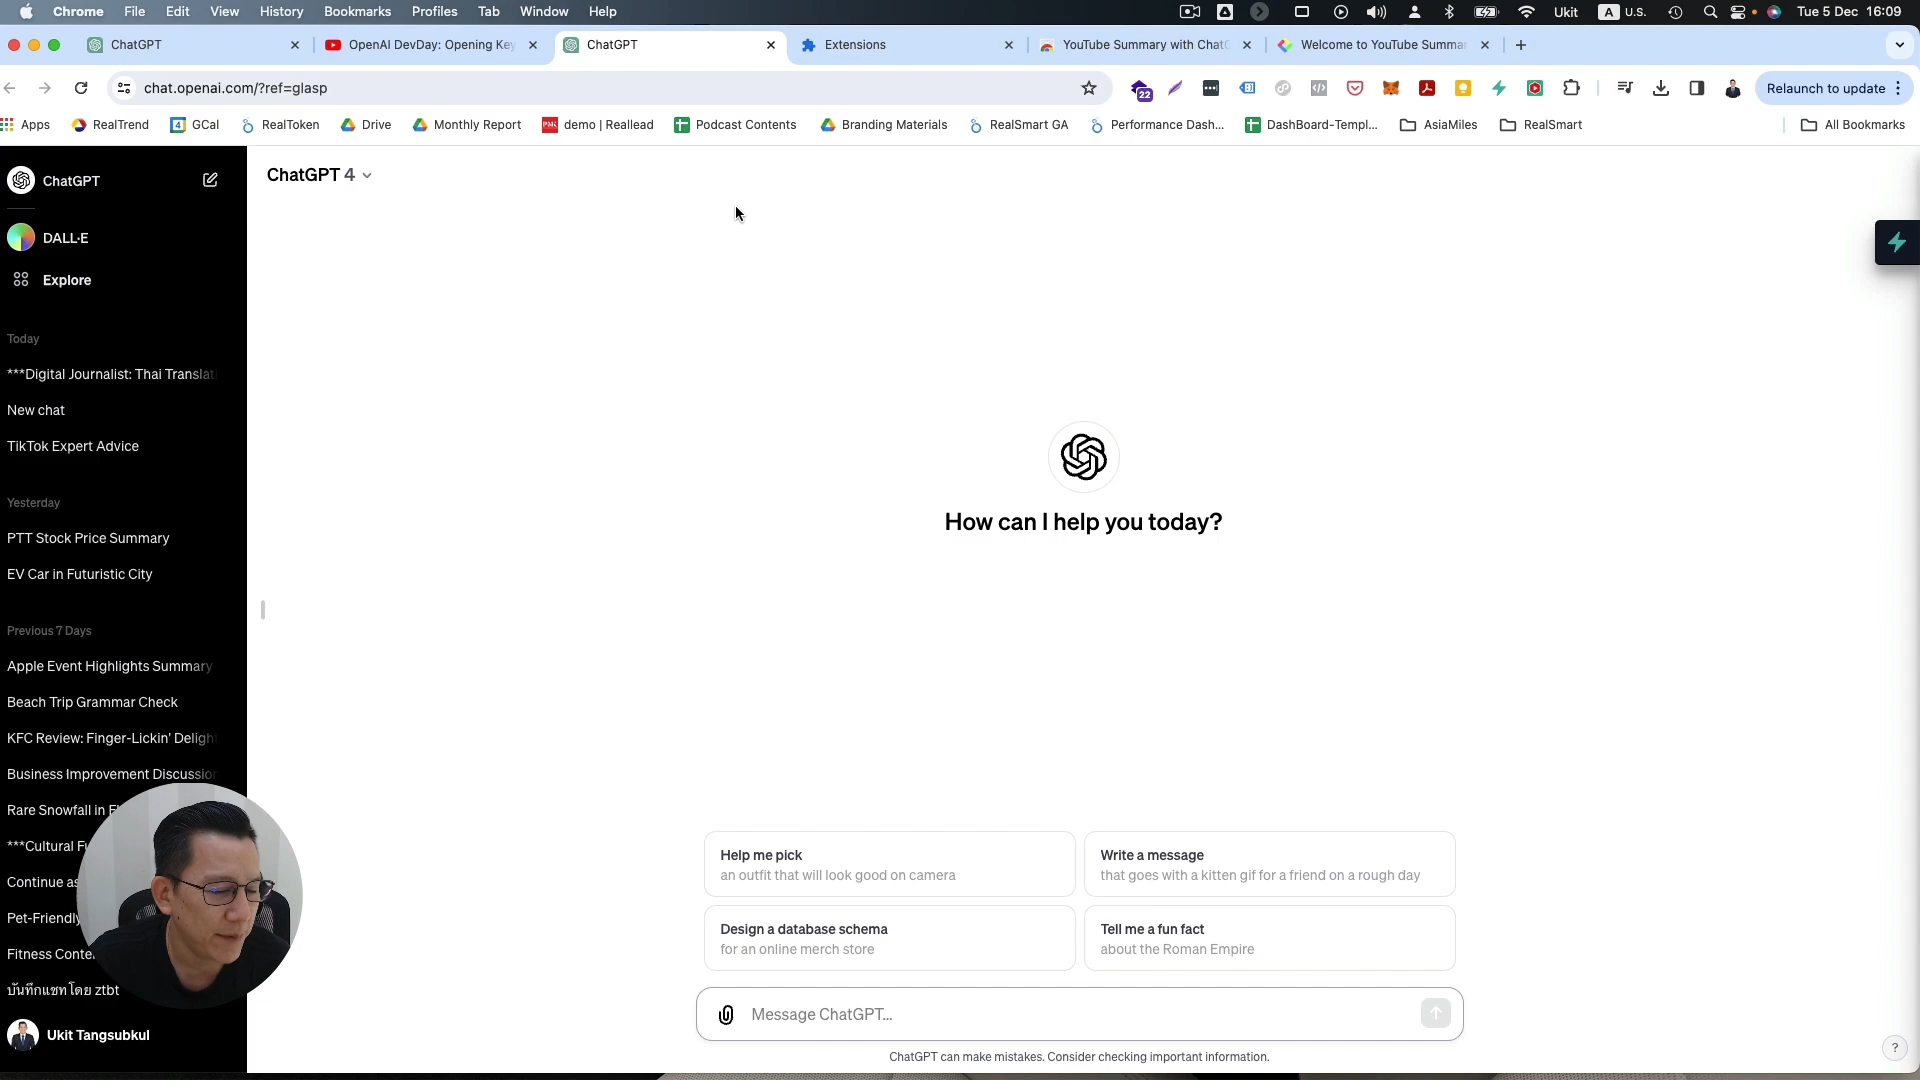 Chrome File Edit View History Bookmarks Profiles Tab Window Help Ukit A U.S. Tue 5 Dec 16:09
ChatGPT OpenAI DevDay: Opening Key ChatGPT Extensions YouTube Summary with ChatG Welcome to YouTube Summa
chat.openai.com/?ref=glasp 22 Relaunch to update
Apps RealTrend 4 GCal RealToken Drive Monthly Report demo | Reallead Podcast Contents Branding Materials RealSmart GA Performance Dash... DashBoard-Templ... AsiaMiles RealSmart All Bookmarks
ChatGPT
ChatGPT 4
DALL·E
Explore
Today
***Digital Journalist: Thai Translati
New chat
TikTok Expert Advice
Yesterday
PTT Stock Price Summary
EV Car in Futuristic City
Previous 7 Days
Apple Event Highlights Summary
Beach Trip Grammar Check
KFC Review: Finger-Lickin' Delight
Business Improvement Discussion
Rare Snowfall in
***Cultural
Continue as
Pet-Friendly
Fitness Conte
บันทึกแชทโดย ztbt
Ukit Tangsubkul
How can I help you today?
Help me pick
an outfit that will look good on camera
Write a message
that goes with a kitten gif for a friend on a rough day
Design a database schema
for an online merch store
Tell me a fun fact
about the Roman Empire
Message ChatGPT...
ChatGPT can make mistakes. Consider checking important information.
?